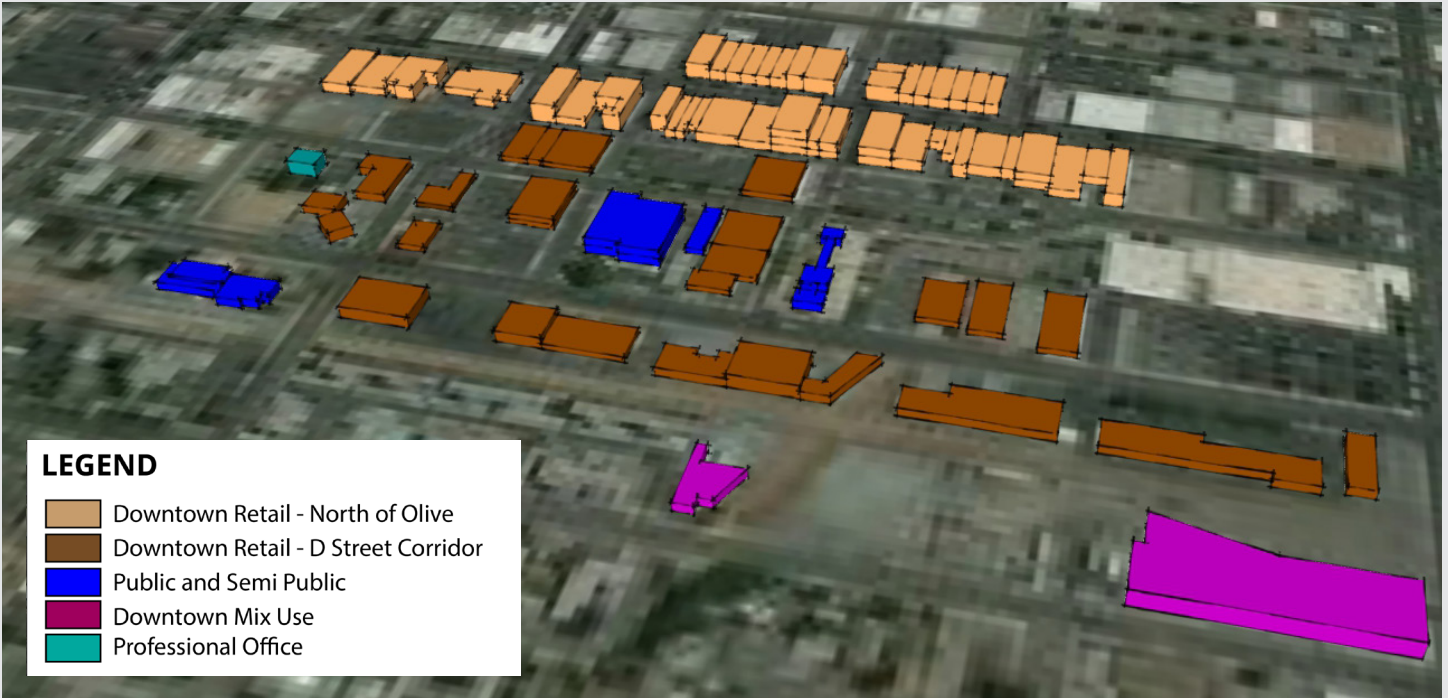 LEGEND
Downtown Retail - North of Olive
Downtown Retail - D Street Corridor
Public and Semi Public
Downtown Mix Use
Professional Office